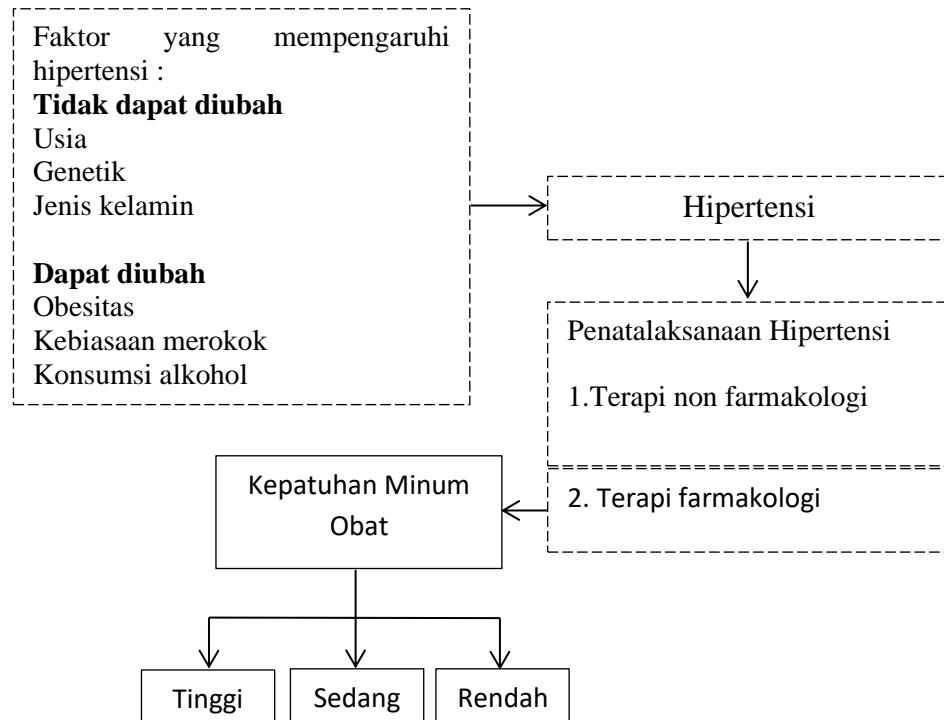 Faktor yang mempengaruhi
hipertensi :
Tidak dapat diubah
Usia
Genetik
Jenis kelamin
Dapat diubah
Obesitas
Kebiasaan merokok
Konsumsi alkohol
Hipertensi
Penatalaksanaan Hipertensi
1.Terapi non farmakologi
2. Terapi farmakologi
Kepatuhan Minum
Obat
Tinggi
Sedang
Rendah